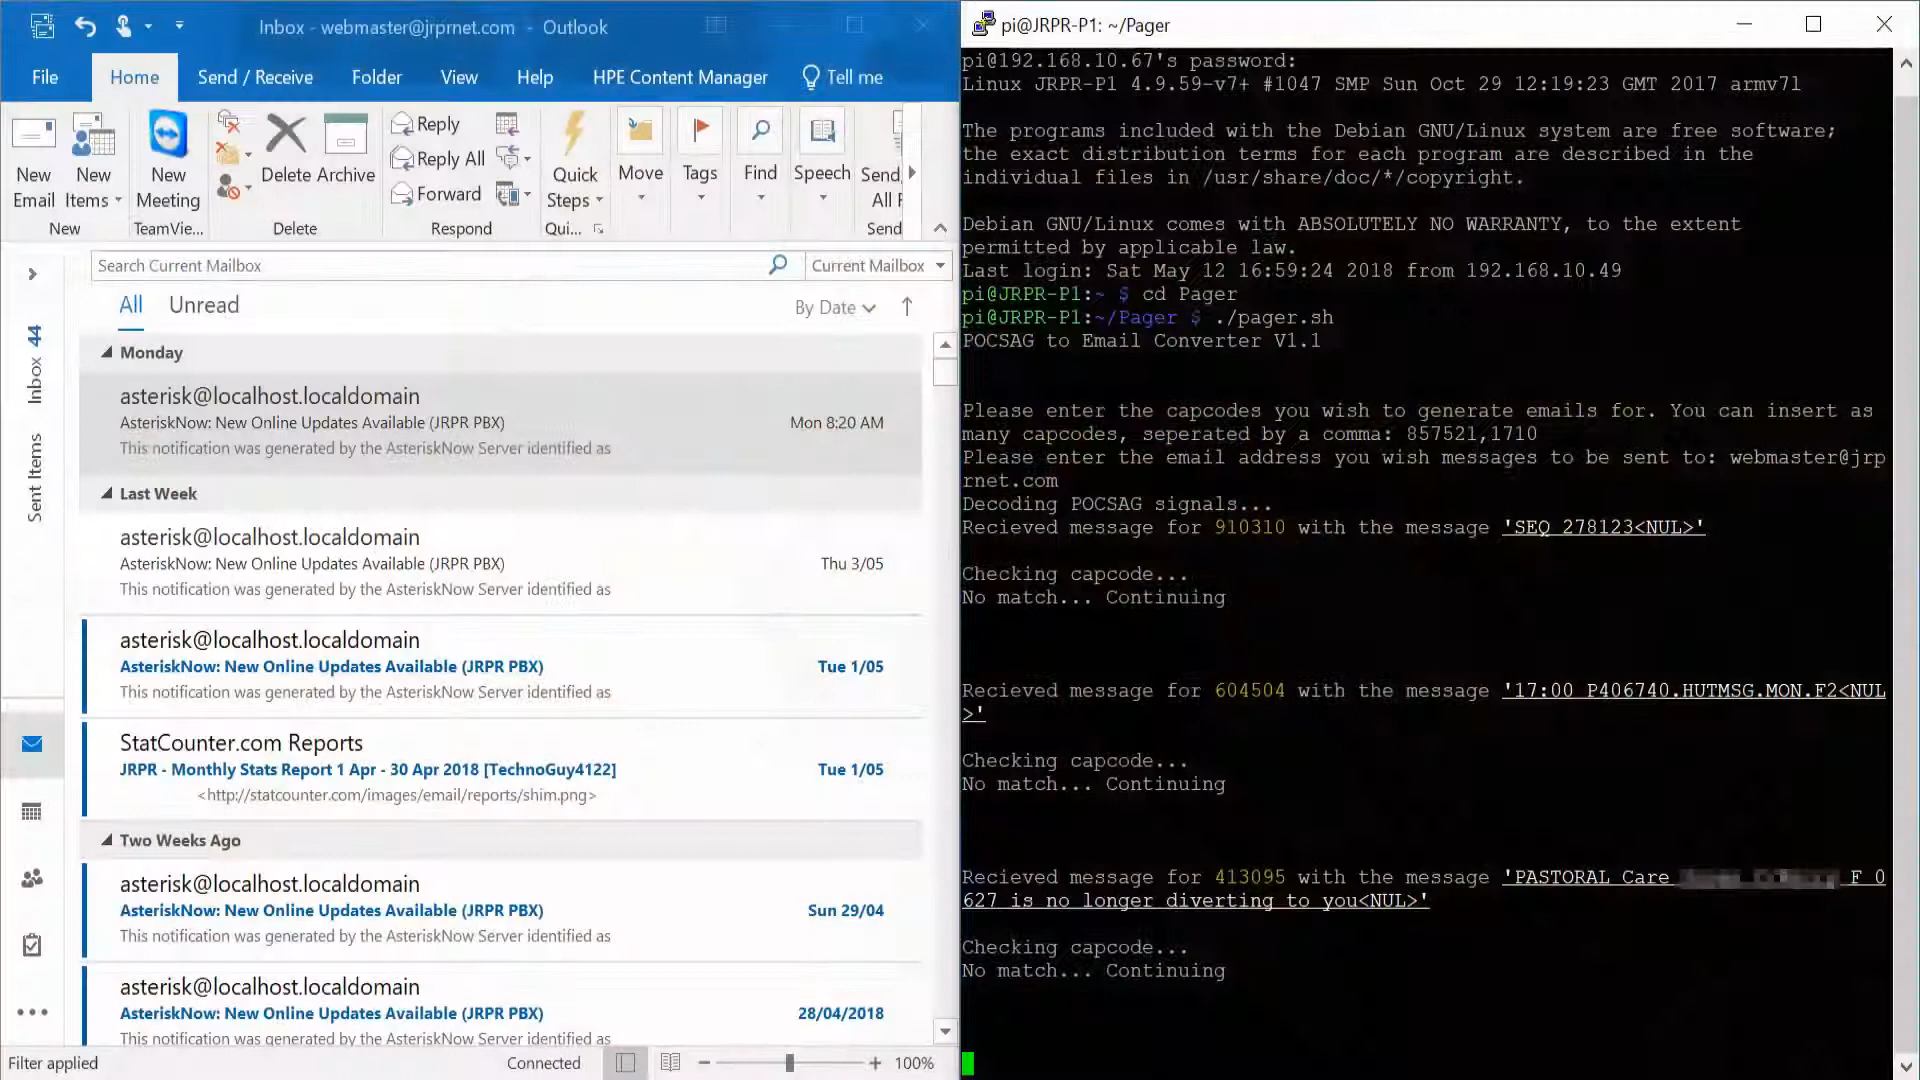 Inbox - webmaster@jrprnet.com - Outlook
File Home Send / Receive Folder View Help HPE Content Manager Tell me
New Email
New Items
New Meeting
Delete Archive
Reply
Reply All
Forward
Quick Steps
Move
Tags
Find
Speech
Send,
All F
New TeamVie... Delete Respond Qui... Send
Search Current Mailbox
Current Mailbox
Inbox 44
Sent Items
All Unread
By Date
Monday
asterisk@localhost.localdomain
AsteriskNow: New Online Updates Available (JRPR PBX) Mon 8:20 AM
This notification was generated by the AsteriskNow Server identified as
Last Week
asterisk@localhost.localdomain
AsteriskNow: New Online Updates Available (JRPR PBX) Thu 3/05
This notification was generated by the AsteriskNow Server identified as
asterisk@localhost.localdomain
AsteriskNow: New Online Updates Available (JRPR PBX) Tue 1/05
This notification was generated by the AsteriskNow Server identified as
StatCounter.com Reports
JRPR - Monthly Stats Report 1 Apr - 30 Apr 2018 [TechnoGuy4122] Tue 1/05
<http://statcounter.com/images/email/reports/shim.png>
Two Weeks Ago
asterisk@localhost.localdomain
AsteriskNow: New Online Updates Available (JRPR PBX) Sun 29/04
This notification was generated by the AsteriskNow Server identified as
asterisk@localhost.localdomain
AsteriskNow: New Online Updates Available (JRPR PBX) 28/04/2018
This notification was generated by the AsteriskNow Server identified as
Filter applied
Connected
100%
pi@JRPR-P1: ~/Pager
pi@192.168.10.67's password:
Linux JRPR-P1 4.9.59-v7+ #1047 SMP Sun Oct 29 12:19:23 GMT 2017 armv7l
The programs included with the Debian GNU/Linux system are free software;
the exact distribution terms for each program are described in the
individual files in /usr/share/doc/*/copyright.
Debian GNU/Linux comes with ABSOLUTELY NO WARRANTY, to the extent
permitted by applicable law.
Last login: Sat May 12 16:59:24 2018 from 192.168.10.49
pi@JRPR-P1:~ $ cd Pager
pi@JRPR-P1:~/Pager $ ./pager.sh
POCSAG to Email Converter V1.1
Please enter the capcodes you wish to generate emails for. You can insert as
many capcodes, seperated by a comma: 857521,1710
Please enter the email address you wish messages to be sent to: webmaster@jrp
rnet.com
Decoding POCSAG signals...
Recieved message for 910310 with the message 'SEQ 278123<NUL>'
Checking capcode...
No match... Continuing
Recieved message for 604504 with the message '17:00 P406740.HUTMSG.MON.F2<NUL
>'
Checking capcode...
No match... Continuing
Recieved message for 413095 with the message 'PASTORAL Care F 0
627 is no longer diverting to you<NUL>'
Checking capcode...
No match... Continuing